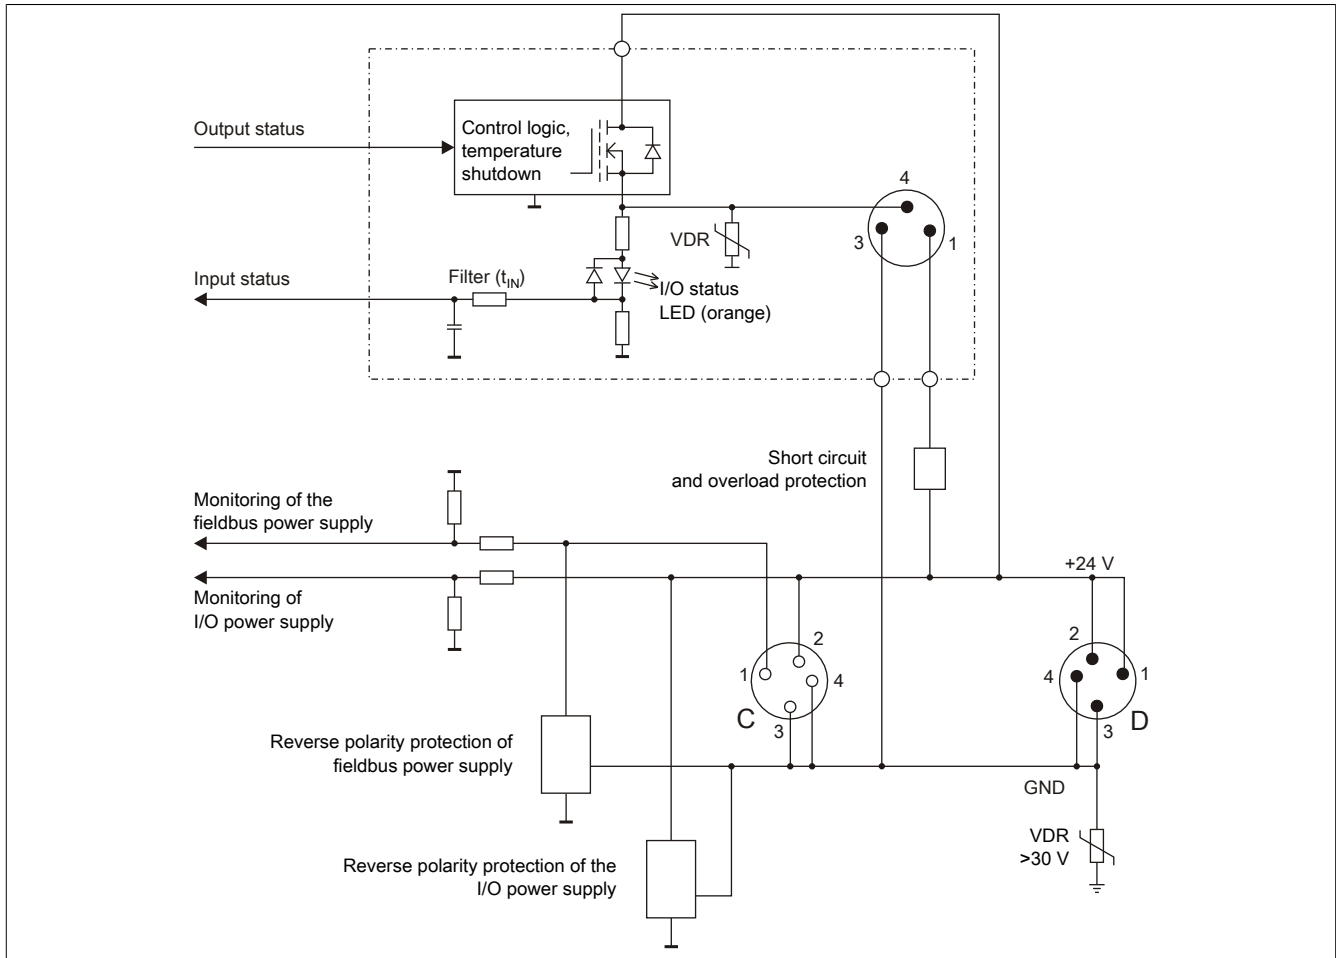 Output status
Control logic,
temperature
shutdown
4
VDR
3
1
Input status
Filter (tIN)
I/O status
LED (orange)
Short circuit
and overload protection
Monitoring of the
fieldbus power supply
+24 V
Monitoring of
I/O power supply
2
2
1
4
4
1
C
3
3
D
Reverse polarity protection of
fieldbus power supply
GND
VDR
>30 V
Reverse polarity protection of the
I/O power supply